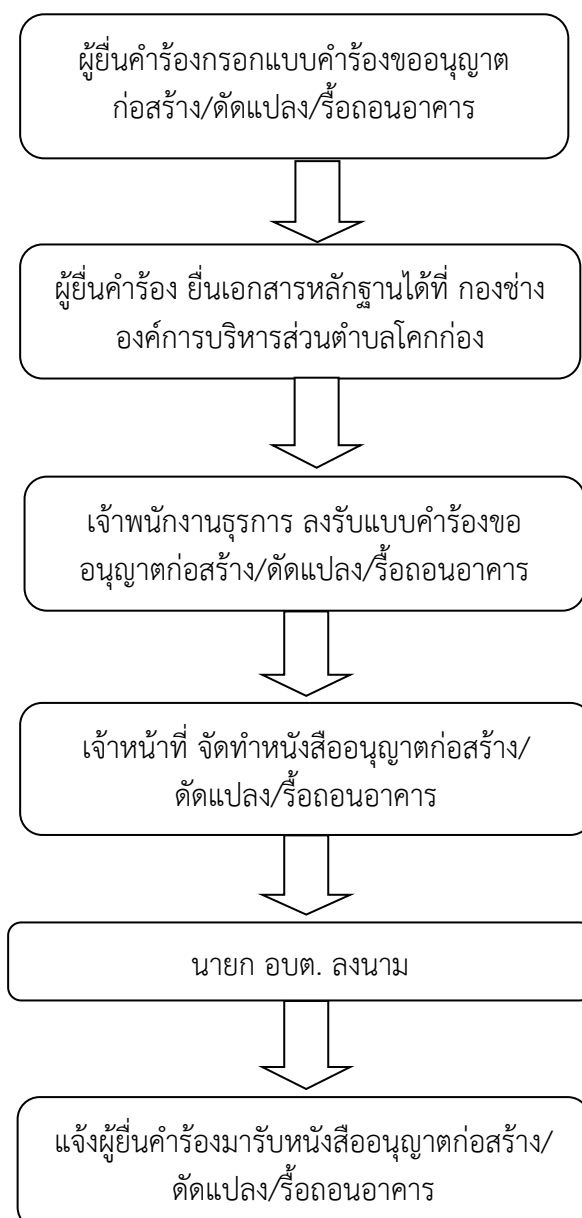 ผู้ยื่นคำร้องกรอกแบบคำร้องขออนุญาต
ก่อสร้าง/ดัดแปลง/รื้อถอนอาคาร
ผู้ยื่นคำร้อง ยื่นเอกสารหลักฐานได้ที่ กองช่าง
องค์การบริหารส่วนตำบลโคกก่อง
เจ้าพนักงานธุรการ ลงรับแบบคำร้องขอ
อนุญาตก่อสร้าง/ดัดแปลง/รื้อถอนอาคาร
เจ้าหน้าที่ จัดทำหนังสืออนุญาตก่อสร้าง/
ดัดแปลง/รื้อถอนอาคาร
นายก อบต. ลงนาม
แจ้งผู้ยื่นคำร้องมารับหนังสืออนุญาตก่อสร้าง/
ดัดแปลง/รื้อถอนอาคาร